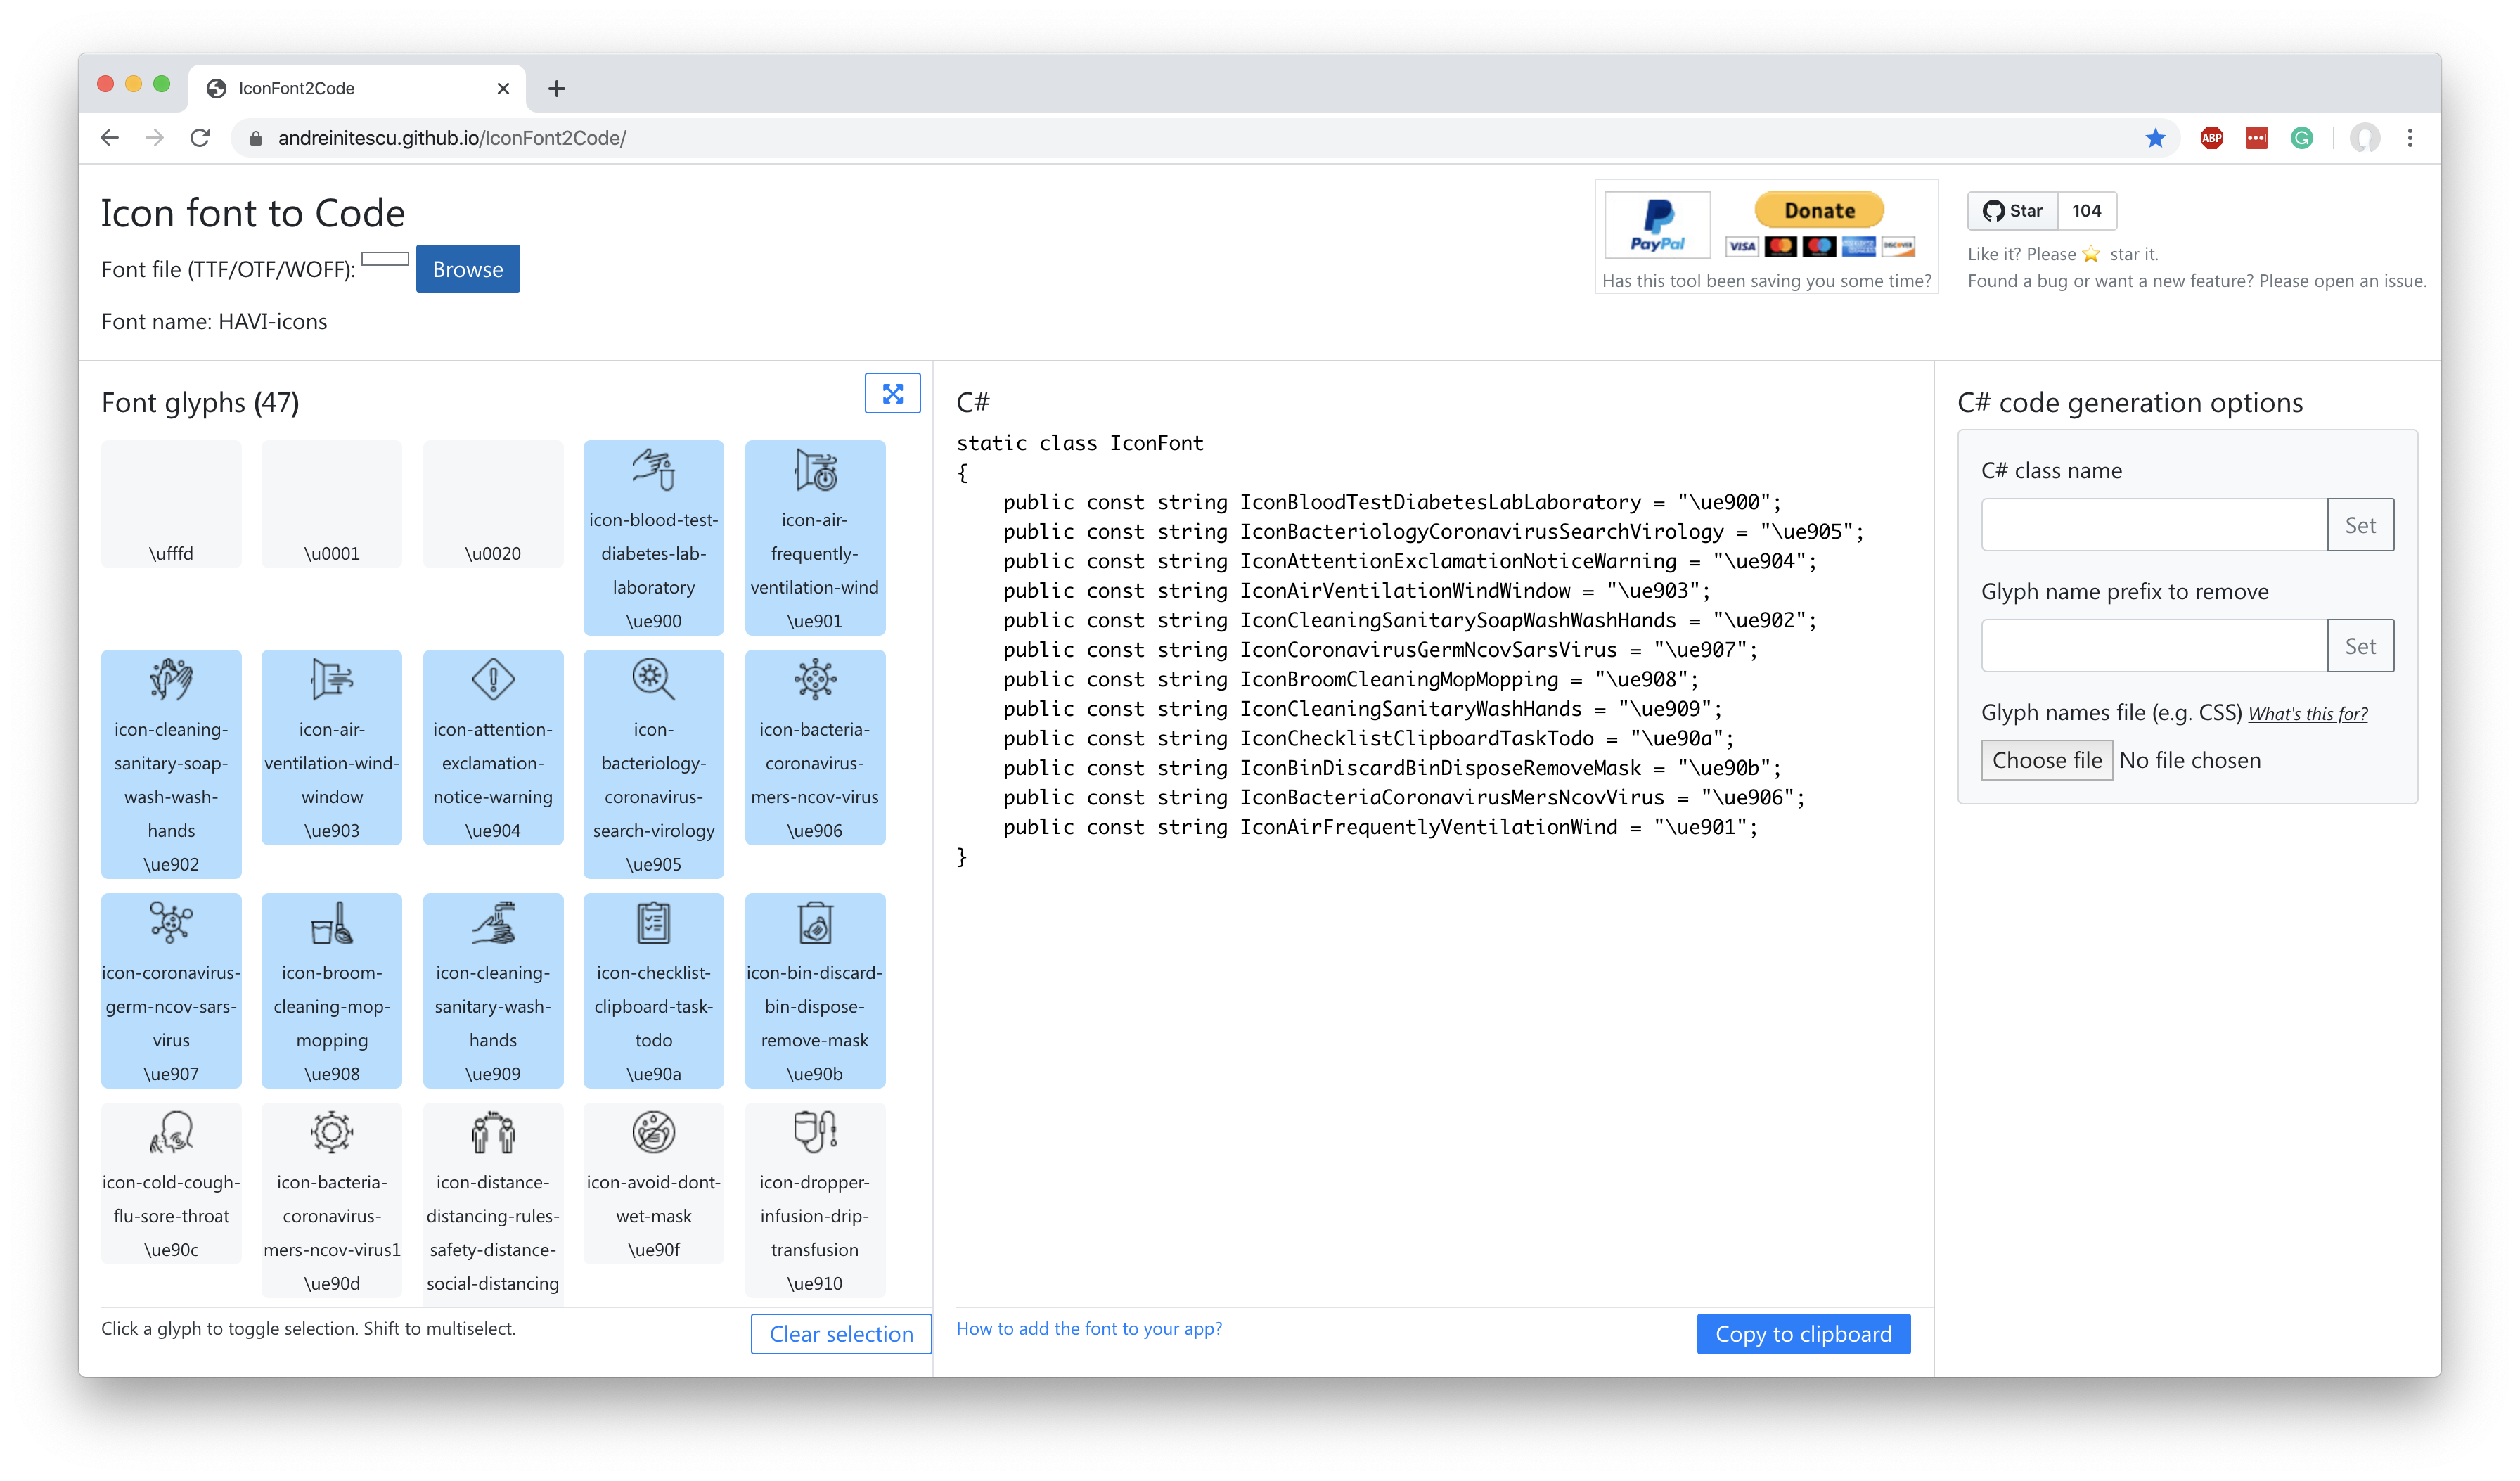 IconFont2Code
andreinitescu.github.io/IconFont2Code/
ABP
Icon font to Code
Font file (TTF/OTF/WOFF):
Browse
Font name: HAVI-icons
PayPal
Donate
VISA
DISCOVER
Has this tool been saving you some time?
Star
104
Like it? Please ⭐ star it.
Found a bug or want a new feature? Please open an issue.
Font glyphs (47)
\ufffd
\u0001
\u0020
icon-blood-test-
diabetes-lab-
laboratory
\ue900
icon-air-
frequently-
ventilation-wind
\ue901
icon-cleaning-
sanitary-soap-
wash-wash-
hands
\ue902
icon-air-
ventilation-wind-
window
\ue903
icon-attention-
exclamation-
notice-warning
\ue904
icon-
bacteriology-
coronavirus-
search-virology
\ue905
icon-bacteria-
coronavirus-
mers-ncov-virus
\ue906
icon-coronavirus-
germ-ncov-sars-
virus
\ue907
icon-broom-
cleaning-mop-
mopping
\ue908
icon-cleaning-
sanitary-wash-
hands
\ue909
icon-checklist-
clipboard-task-
todo
\ue90a
icon-bin-discard-
bin-dispose-
remove-mask
\ue90b
icon-cold-cough-
flu-sore-throat
\ue90c
icon-bacteria-
coronavirus-
mers-ncov-virus1
\ue90d
1m
icon-distance-
distancing-rules-
safety-distance-
social-distancing
icon-avoid-dont-
wet-mask
\ue90f
icon-dropper-
infusion-drip-
transfusion
\ue910
Click a glyph to toggle selection. Shift to multiselect.
Clear selection
C#
static class IconFont
{
    public const string IconBloodTestDiabetesLabLaboratory = "\ue900";
    public const string IconBacteriologyCoronavirusSearchVirology = "\ue905";
    public const string IconAttentionExclamationNoticeWarning = "\ue904";
    public const string IconAirVentilationWindWindow = "\ue903";
    public const string IconCleaningSanitarySoapWashWashHands = "\ue902";
    public const string IconCoronavirusGermNcovSarsVirus = "\ue907";
    public const string IconBroomCleaningMopMopping = "\ue908";
    public const string IconCleaningSanitaryWashHands = "\ue909";
    public const string IconChecklistClipboardTaskTodo = "\ue90a";
    public const string IconBinDiscardBinDisposeRemoveMask = "\ue90b";
    public const string IconBacteriaCoronavirusMersNcovVirus = "\ue906";
    public const string IconAirFrequentlyVentilationWind = "\ue901";
}
How to add the font to your app?
Copy to clipboard
C# code generation options
C# class name
Set
Glyph name prefix to remove
Set
Glyph names file (e.g. CSS) What's this for?
Choose file No file chosen